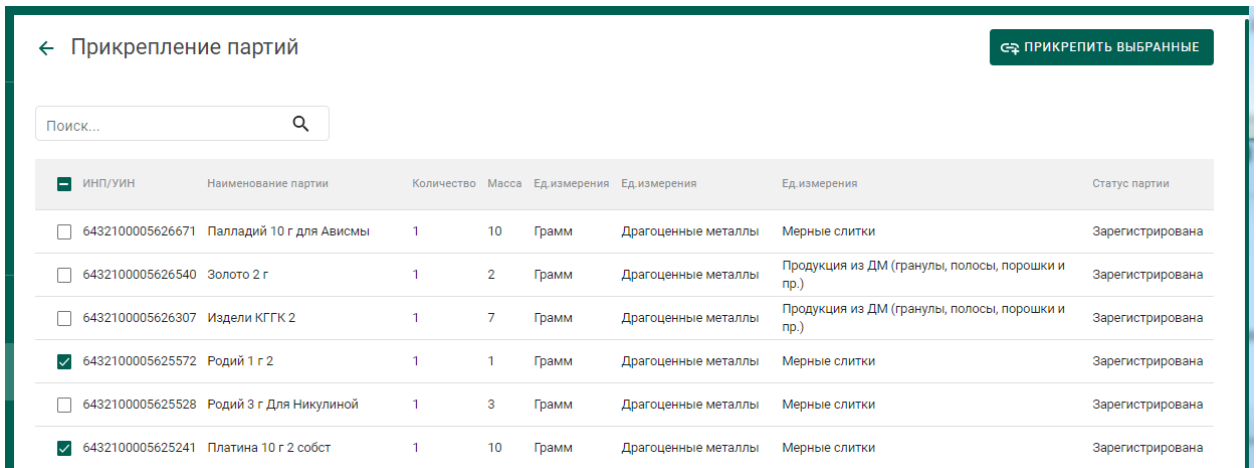 Прикрепление партий
ПРИКРЕПИТЬ ВЫБРАННЫЕ
Поиск...
ИНП/УИН Наименование партии Количество Масса Ед.измерения Ед.измерения Ед.измерения Статус партии
6432100005626671 Палладий 10 г для Ависмы 1 10 Грамм Драгоценные металлы Мерные слитки Зарегистрирована
6432100005626540 Золото 2 г 1 2 Грамм Драгоценные металлы Продукция из ДМ (гранулы, полосы, порошки и
пр.) Зарегистрирована
6432100005626307 Издели КГГК 2 1 7 Грамм Драгоценные металлы Продукция из ДМ (гранулы, полосы, порошки и
пр.) Зарегистрирована
6432100005625572 Родий 1 г 2 1 1 Грамм Драгоценные металлы Мерные слитки Зарегистрирована
6432100005625528 Родий 3 г Для Никулиной 1 3 Грамм Драгоценные металлы Мерные слитки Зарегистрирована
6432100005625241 Платина 10 г 2 собст 1 10 Грамм Драгоценные металлы Мерные слитки Зарегистрирована